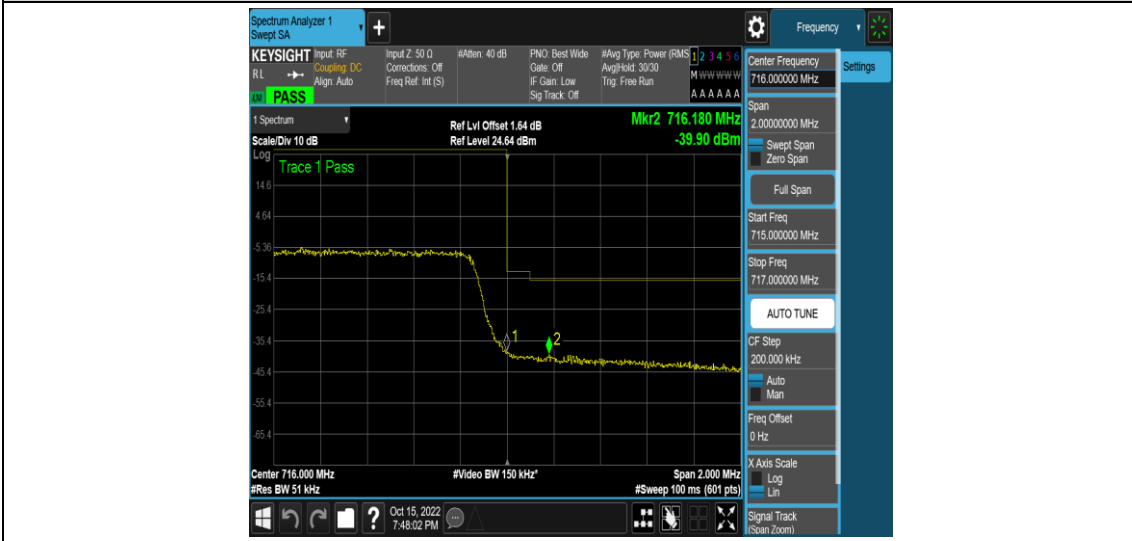 Spectrum Analyzer 1
Swept SA
+
Frequency
KEYSIGHT
RL
PASS
Input: RF
Coupling: DC
Align: Auto
Input Z: 50 Ω
Corrections: Off
Freq Ref: Int (S)
#Atten: 40 dB
PNO: Best Wide
Gate: Off
IF Gain: Low
Sig Track: Off
#Avg Type: Power (RMS
Avg|Hold: 30/30
Trig: Free Run
1 2 3 4 5 6
M W W W W W
A A A A A A
1 Spectrum
Scale/Div 10 dB
Ref Lvl Offset 1.64 dB
Ref Level 24.64 dBm
Mkr2 716.180 MHz
-39.90 dBm
Log
Trace 1 Pass
14.6
4.64
-5.36
-15.4
-25.4
-35.4
-45.4
-55.4
-65.4
1
2
Center 716.000 MHz
#Video BW 150 kHz*
Span 2.000 MHz
#Res BW 51 kHz
#Sweep 100 ms (601 pts)
?
Oct 15, 2022
7:48:02 PM
Center Frequency
716.000000 MHz
Settings
Span
2.00000000 MHz
Swept Span
Zero Span
Full Span
Start Freq
715.000000 MHz
Stop Freq
717.000000 MHz
AUTO TUNE
CF Step
200.000 kHz
Auto
Man
Freq Offset
0 Hz
X Axis Scale
Log
Lin
Signal Track
(Span Zoom)